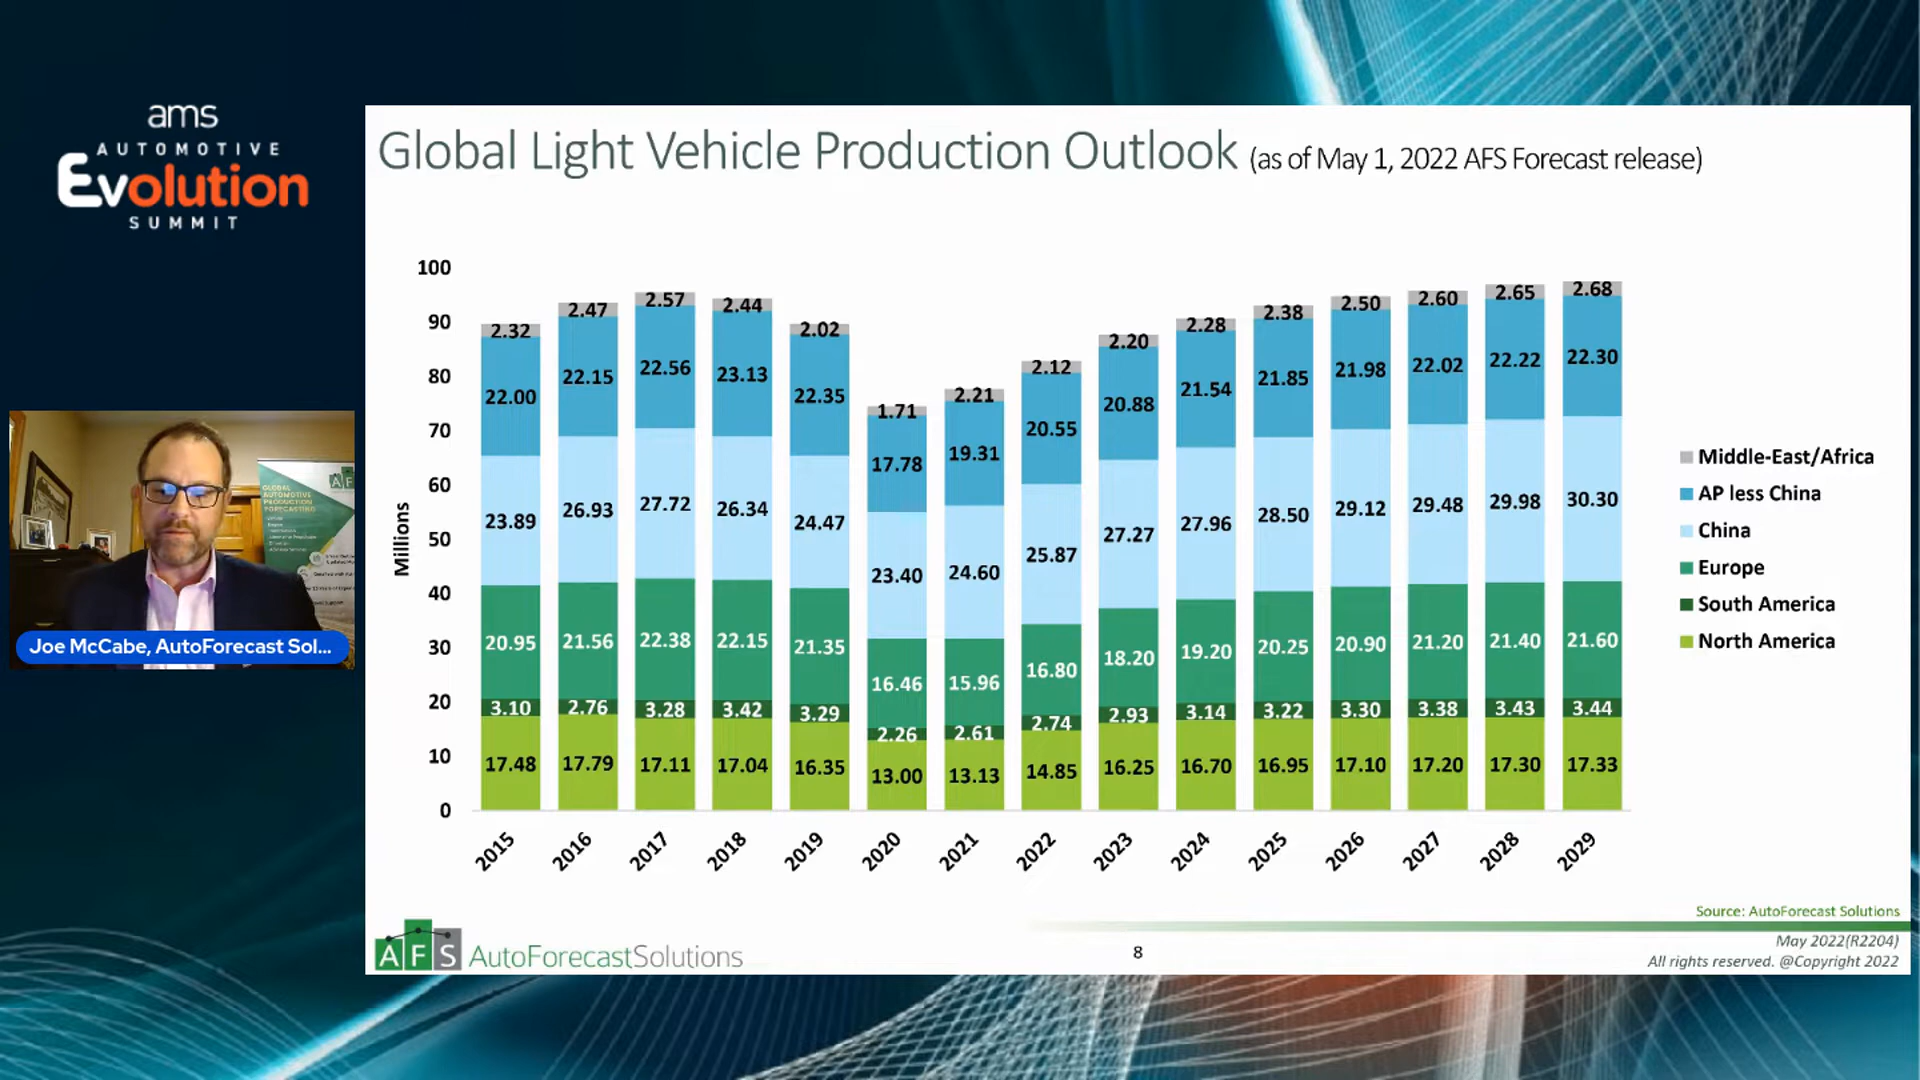 ams
AUTOMOTIVE
Evolution
SUMMIT
Joe McCabe, AutoForecast Sol...
GLOBAL
AUTOMOTIVE
PRODUCTION
FORECASTING
Global Light Vehicle Production Outlook (as of May 1, 2022 AFS Forecast release)
Millions
100
90
80
70
60
50
40
30
20
10
0
2.32 2.47 2.57 2.44 2.02 1.71 2.21 2.12 2.20 2.28 2.38 2.50 2.60 2.65 2.68
22.00 22.15 22.56 23.13 22.35 17.78 19.31 20.55 20.88 21.54 21.85 21.98 22.02 22.22 22.30
23.89 26.93 27.72 26.34 24.47 23.40 24.60 25.87 27.27 27.96 28.50 29.12 29.48 29.98 30.30
20.95 21.56 22.38 22.15 21.35 16.46 15.96 16.80 18.20 19.20 20.25 20.90 21.20 21.40 21.60
3.10 2.76 3.28 3.42 3.29 2.26 2.61 2.74 2.93 3.14 3.22 3.30 3.38 3.43 3.44
17.48 17.79 17.11 17.04 16.35 13.00 13.13 14.85 16.25 16.70 16.95 17.10 17.20 17.30 17.33
2015 2016 2017 2018 2019 2020 2021 2022 2023 2024 2025 2026 2027 2028 2029
Middle-East/Africa
AP less China
China
Europe
South America
North America
Source: AutoForecast Solutions
AFS AutoForecastSolutions
8
May 2022(R2204)
All rights reserved. @Copyright 2022